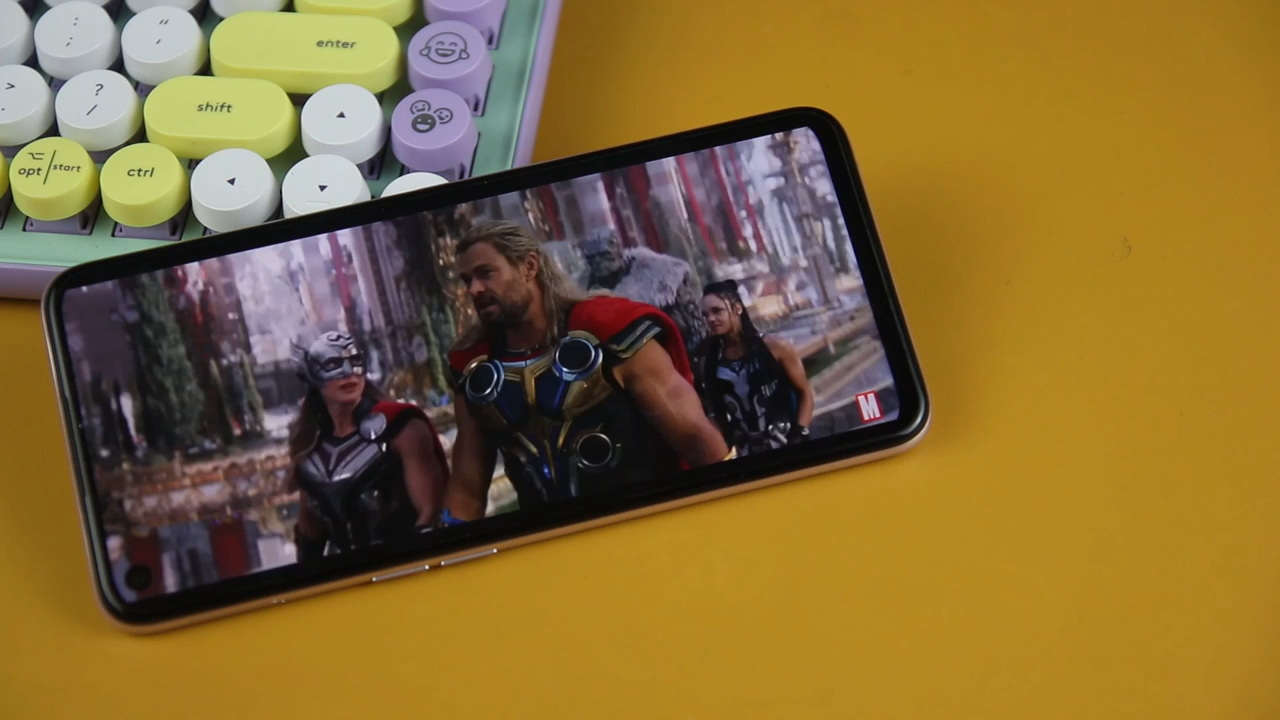 : ;
" '
enter
> .
? /
shift
⌥ opt | start
ctrl
M